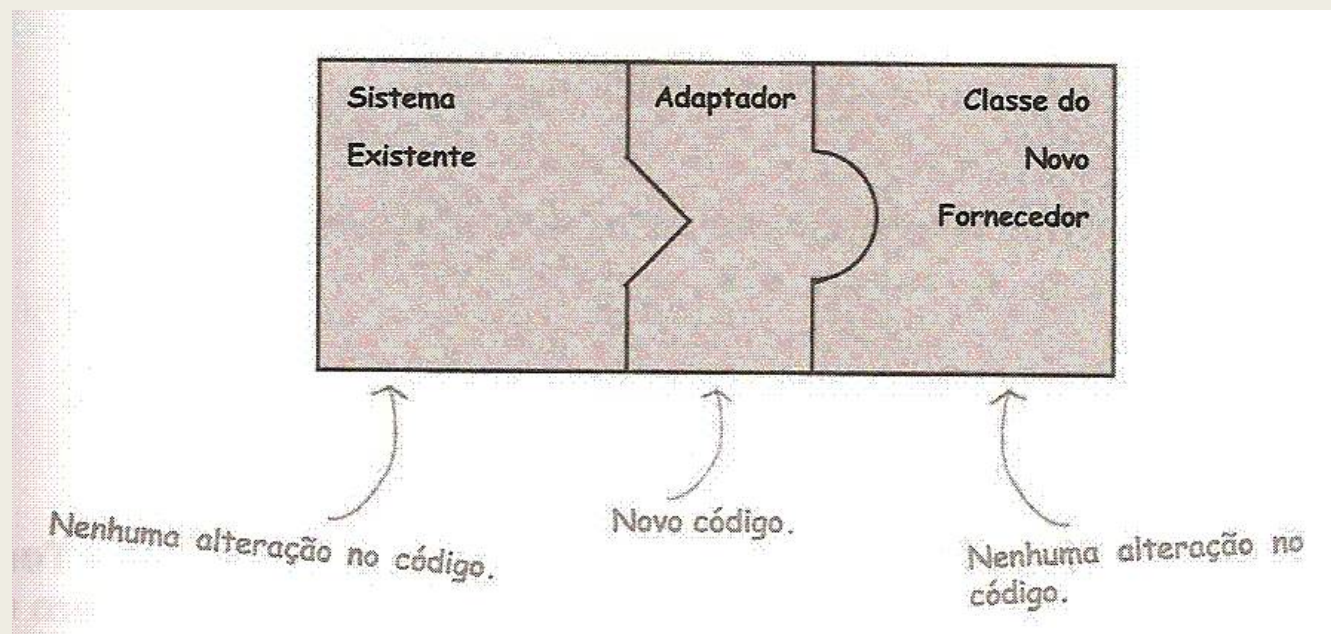 Sistema
Existente
Adaptador
Classe do
Novo
Fornecedor
Nenhuma alteração no código.
Novo código.
Nenhuma alteração no
código.